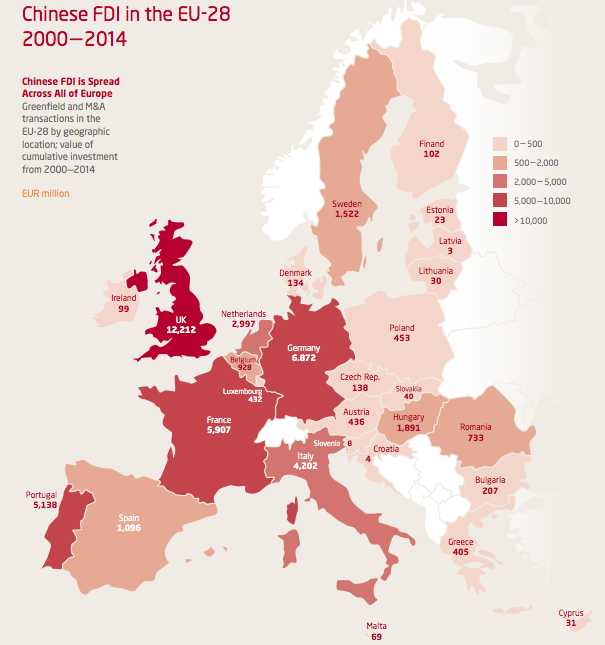 Chinese FDI in the EU-28
2000—2014
Chinese FDI is Spread
Across All of Europe
Greenfield and M&A
transactions in the
EU-28 by geographic
location; value of
cumulative investment
from 2000—2014
EUR million
0—500
500—2,000
2,000—5,000
5,000—10,000
>10,000
Finand
102
Sweden
1,522
Estonia
23
Latvia
3
Lithuania
30
Denmark
134
Ireland
99
UK
12,212
Netherlands
2,997
Belgium
928
Luxembourg
432
Germany
6.872
Poland
453
Czech Rep.
138
Slovakia
40
Austria
436
Hungary
1,891
Romania
733
France
5,907
Slovenia 8
Croatia
4
Italy
4,202
Bulgaria
207
Portugal
5,138
Spain
1,096
Greece
405
Cyprus
31
Malta
69